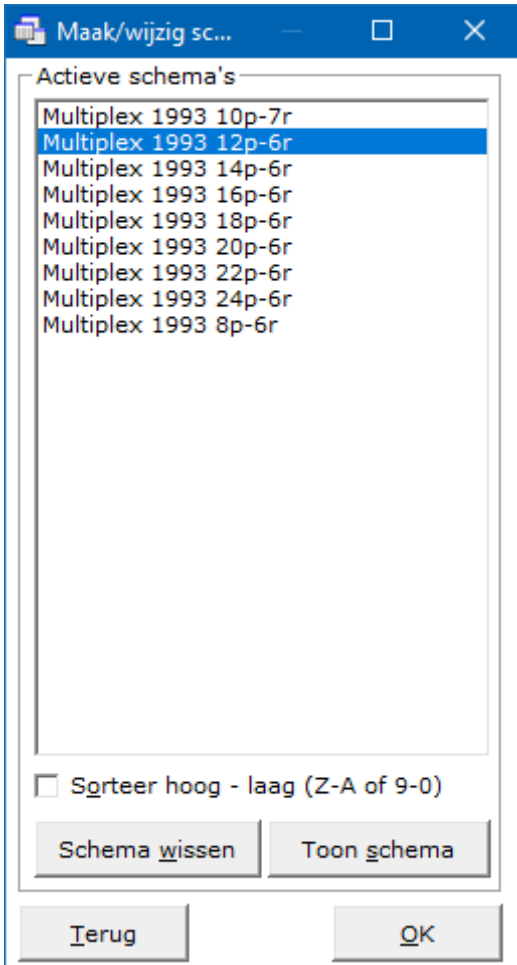 Maak/wijzig sc...
Actieve schema's
Multiplex 1993 10p-7r
Multiplex 1993 12p-6r
Multiplex 1993 14p-6r
Multiplex 1993 16p-6r
Multiplex 1993 18p-6r
Multiplex 1993 20p-6r
Multiplex 1993 22p-6r
Multiplex 1993 24p-6r
Multiplex 1993 8p-6r
Sorteer hoog - laag (Z-A of 9-0)
Schema wissen Toon schema
Terug OK